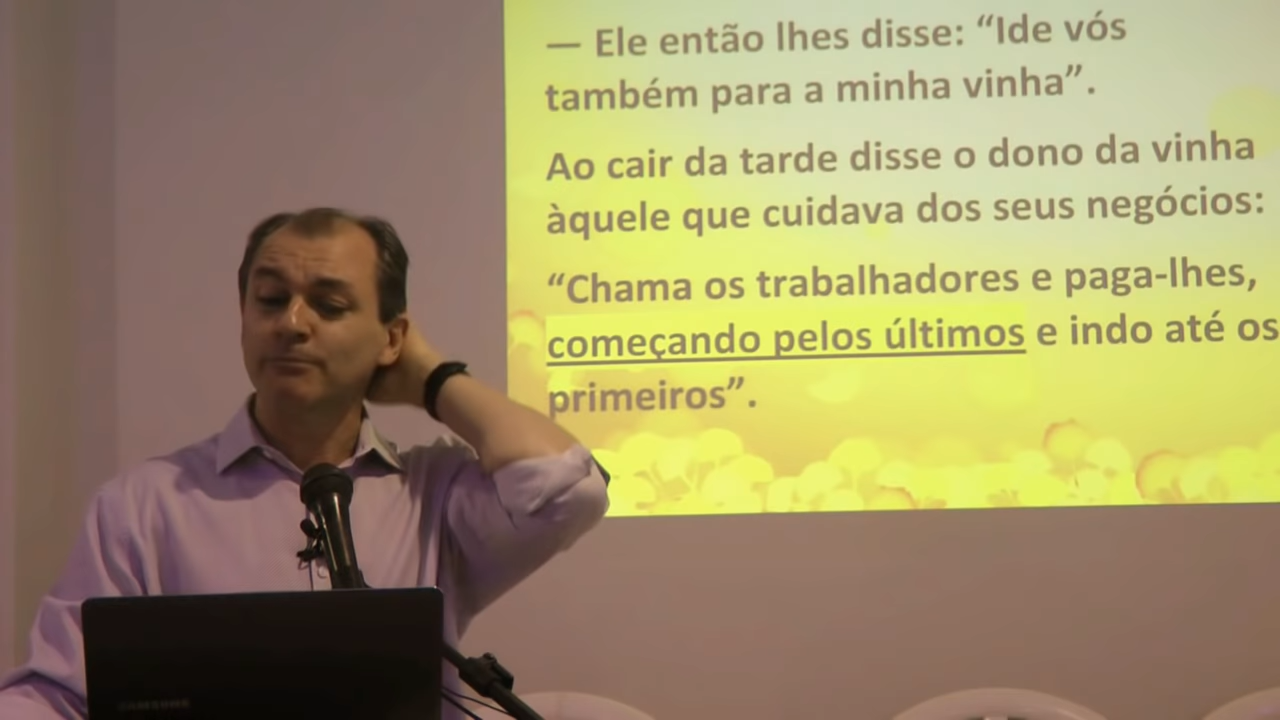 — Ele então lhes disse: “Ide vós
também para a minha vinha”.
Ao cair da tarde disse o dono da vinha
àquele que cuidava dos seus negócios:
“Chama os trabalhadores e paga-lhes,
começando pelos últimos e indo até os
primeiros”.
SAMSUNG